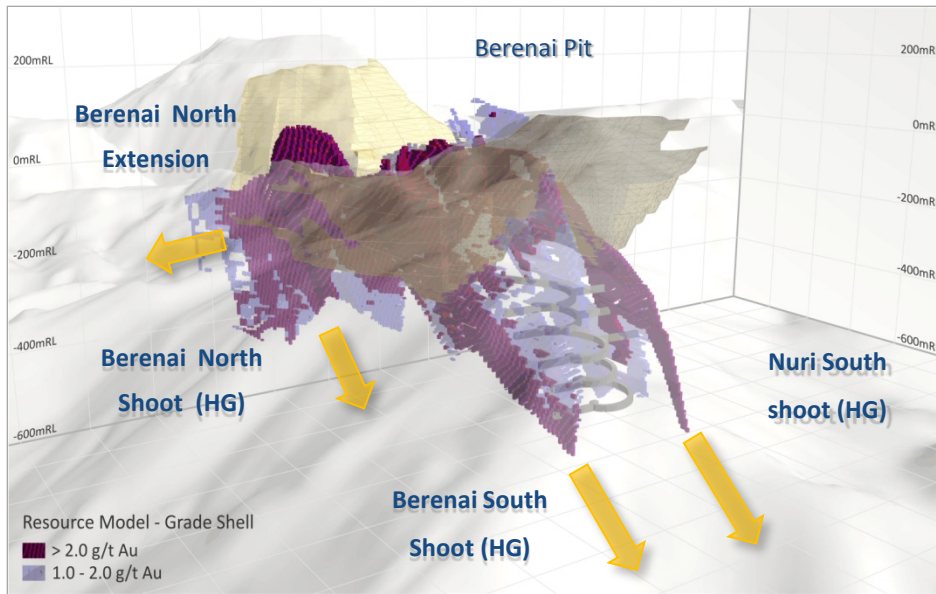 Berenai Pit
200mRL
200mRL
Berenai North
Extension
0mRL
0mRL
-200mRL
-200mRL
-400mRL
-400mRL
Berenai North
Shoot (HG)
-600mRL
-600mRL
Nuri South
shoot (HG)
Berenai South
Shoot (HG)
Resource Model - Grade Shell
> 2.0 g/t Au
1.0 - 2.0 g/t Au